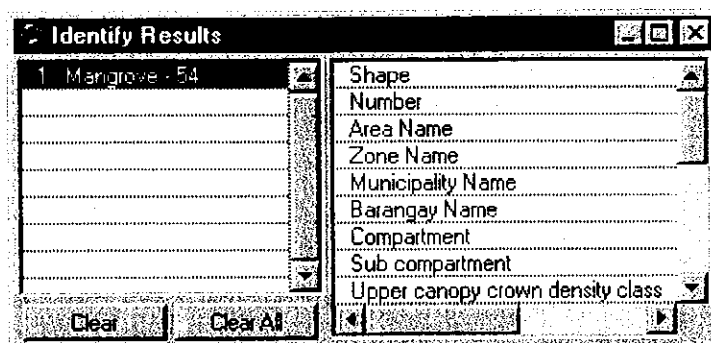 Identify Results
1 Mangrove - 54
Shape
Number
Area Name
Zone Name
Municipality Name
Barangay Name
Compartment
Sub compartment
Upper canopy crown density class
Clear
Clear All